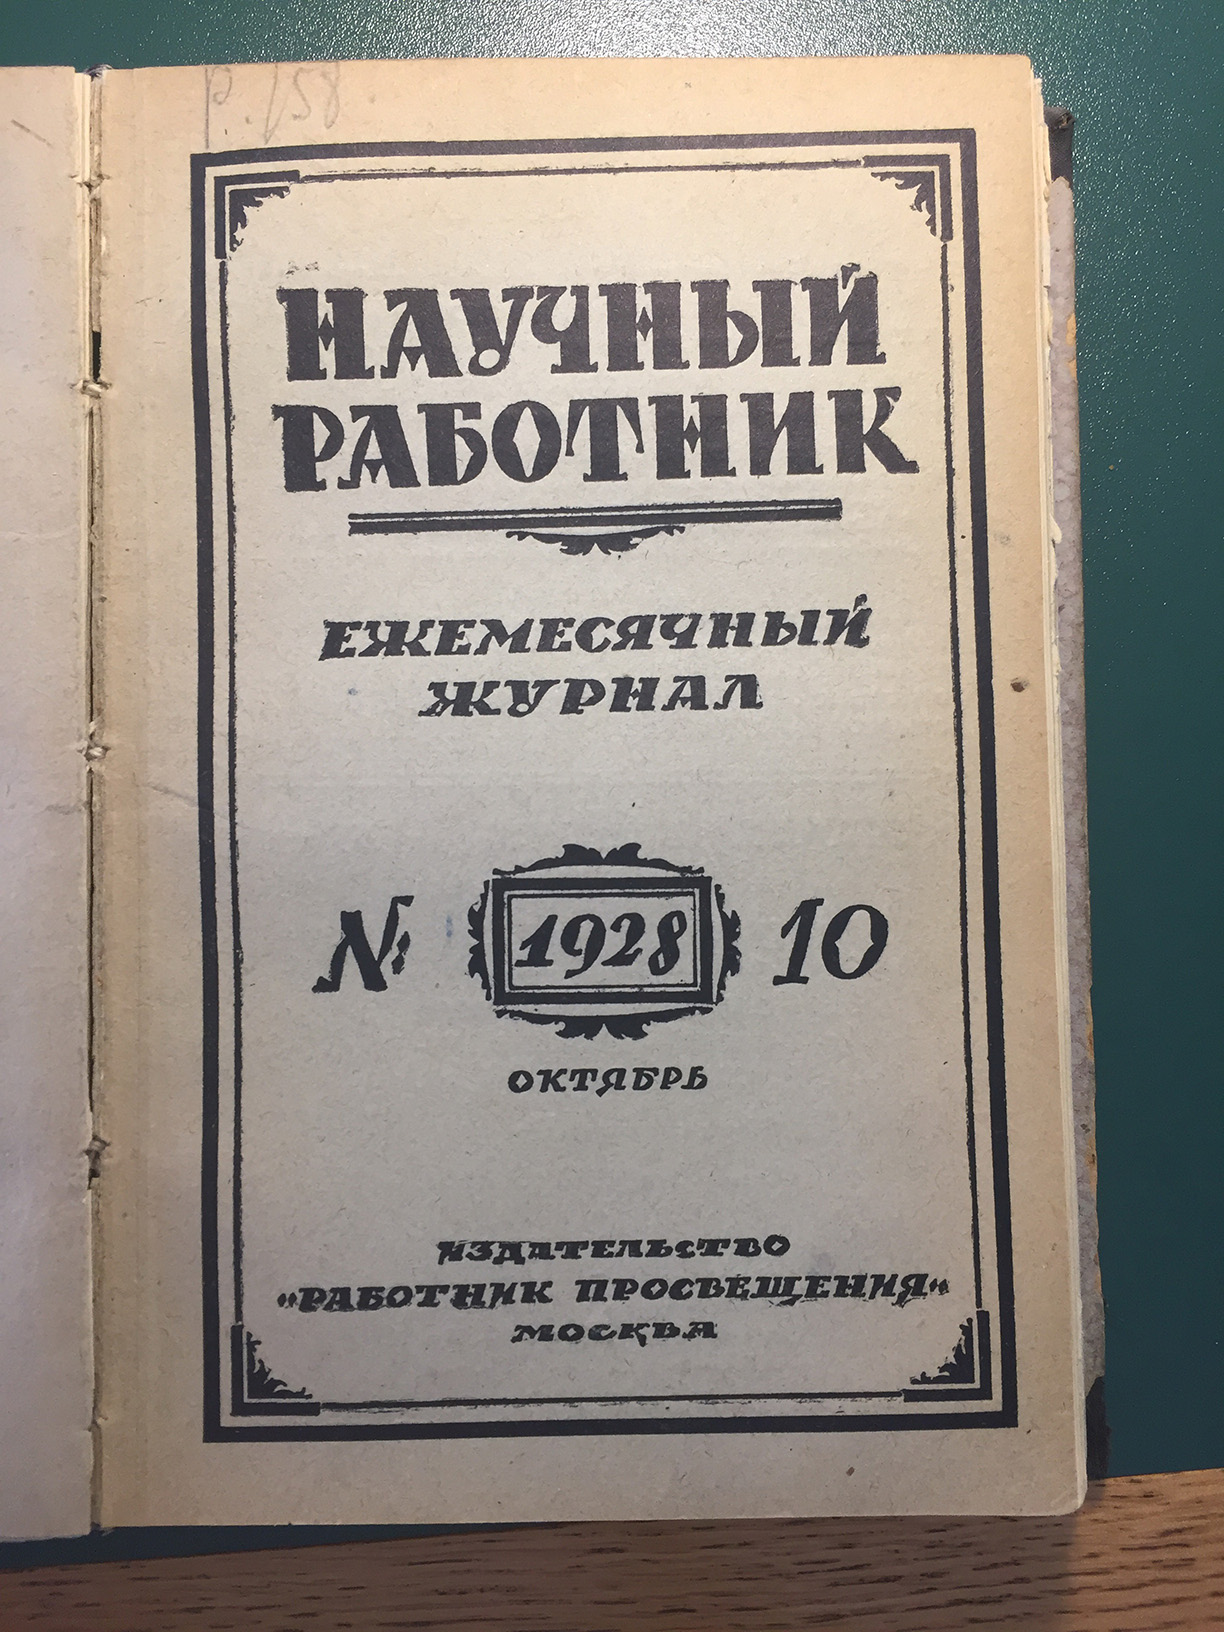 р. 158
НАУЧНЫЙ
РАБОТНИК
ЕЖЕМЕСЯЧНЫЙ
ЖУРНАЛ
№ 1928 10
ОКТЯБРЬ
ИЗДАТЕЛЬСТВО
«РАБОТНИК ПРОСВЕЩЕНИЯ«
МОСКВА